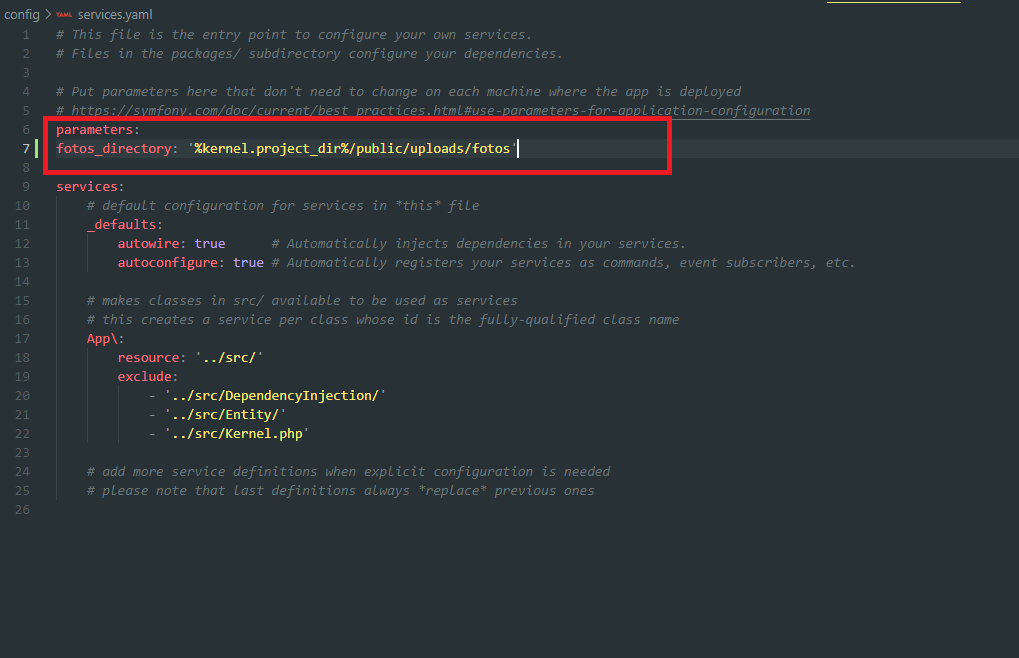 config > YAML services.yaml
1 # This file is the entry point to configure your own services.
2 # Files in the packages/ subdirectory configure your dependencies.
3
4 # Put parameters here that don't need to change on each machine where the app is deployed
5 # https://symfony.com/doc/current/best_practices.html#use-parameters-for-application-configuration
6 parameters:
7 fotos_directory: '%kernel.project_dir%/public/uploads/fotos'
8
9 services:
10     # default configuration for services in *this* file
11     _defaults:
12         autowire: true      # Automatically injects dependencies in your services.
13         autoconfigure: true # Automatically registers your services as commands, event subscribers, etc.
14
15     # makes classes in src/ available to be used as services
16     # this creates a service per class whose id is the fully-qualified class name
17     App\:
18         resource: '../src/'
19         exclude:
20             - '../src/DependencyInjection/'
21             - '../src/Entity/'
22             - '../src/Kernel.php'
23
24     # add more service definitions when explicit configuration is needed
25     # please note that last definitions always *replace* previous ones
26